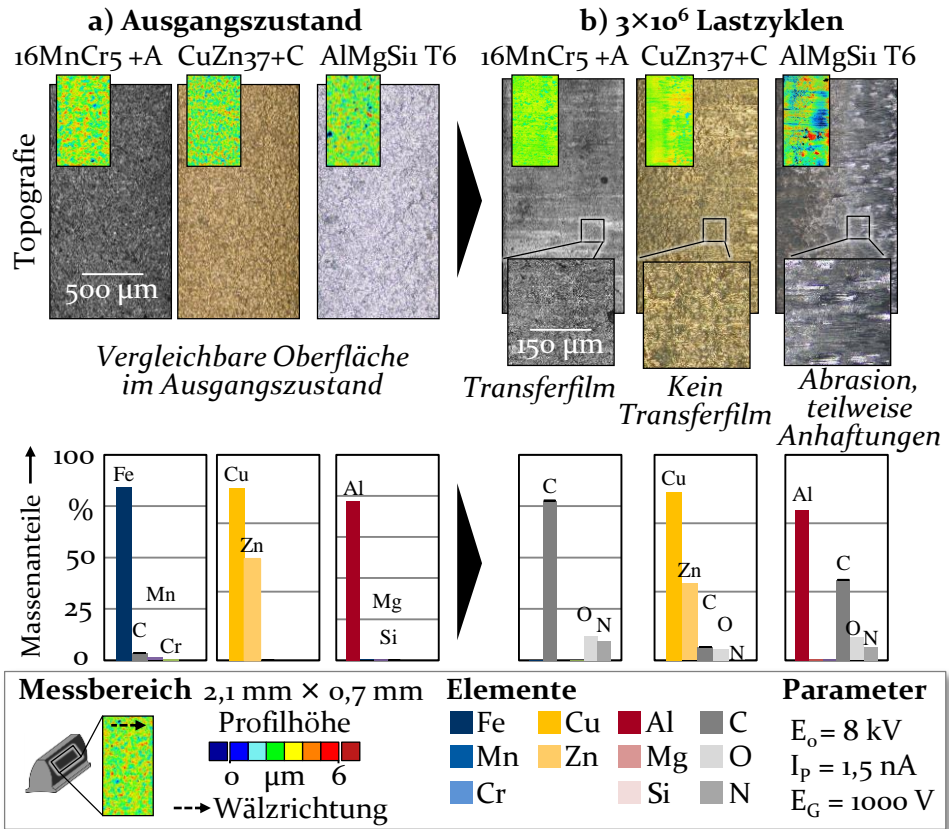 a) Ausgangszustand
b) 3×10⁶ Lastzyklen
16MnCr5 +A CuZn37+C AlMgSi1 T6
16MnCr5 +A CuZn37+C AlMgSi1 T6
Topografie
500 µm
150 µm
Vergleichbare Oberfläche
im Ausgangszustand
Transferfilm
Kein
Transferfilm
Abrasion,
teilweise
Anhaftungen
Massenanteile
100
%
50
25
0
Fe
C
Mn
Cr
Cu
Zn
Al
Mg
Si
C
O
N
Cu
Zn
C
O
N
Al
C
O
N
Messbereich 2,1 mm × 0,7 mm
Profilhöhe
0 µm 6
Wälzrichtung
Elemente
Fe Cu Al C
Mn Zn Mg O
Cr Si N
Parameter
E₀ = 8 kV
I_P = 1,5 nA
E_G = 1000 V